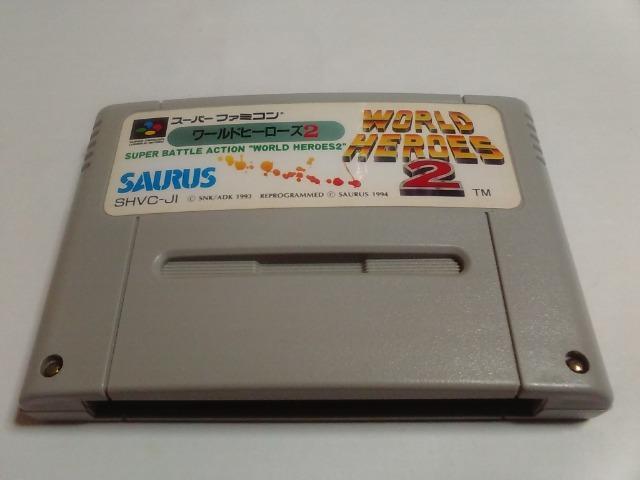 スーパーファミコン
ワールドヒーローズ2
SUPER BATTLE ACTION "WORLD HEROES2"
WORLD
HEROES
2
TM
SAURUS
SHVC-JI
© SNK/ADK 1993 REPROGRAMMED © SAURUS 1994